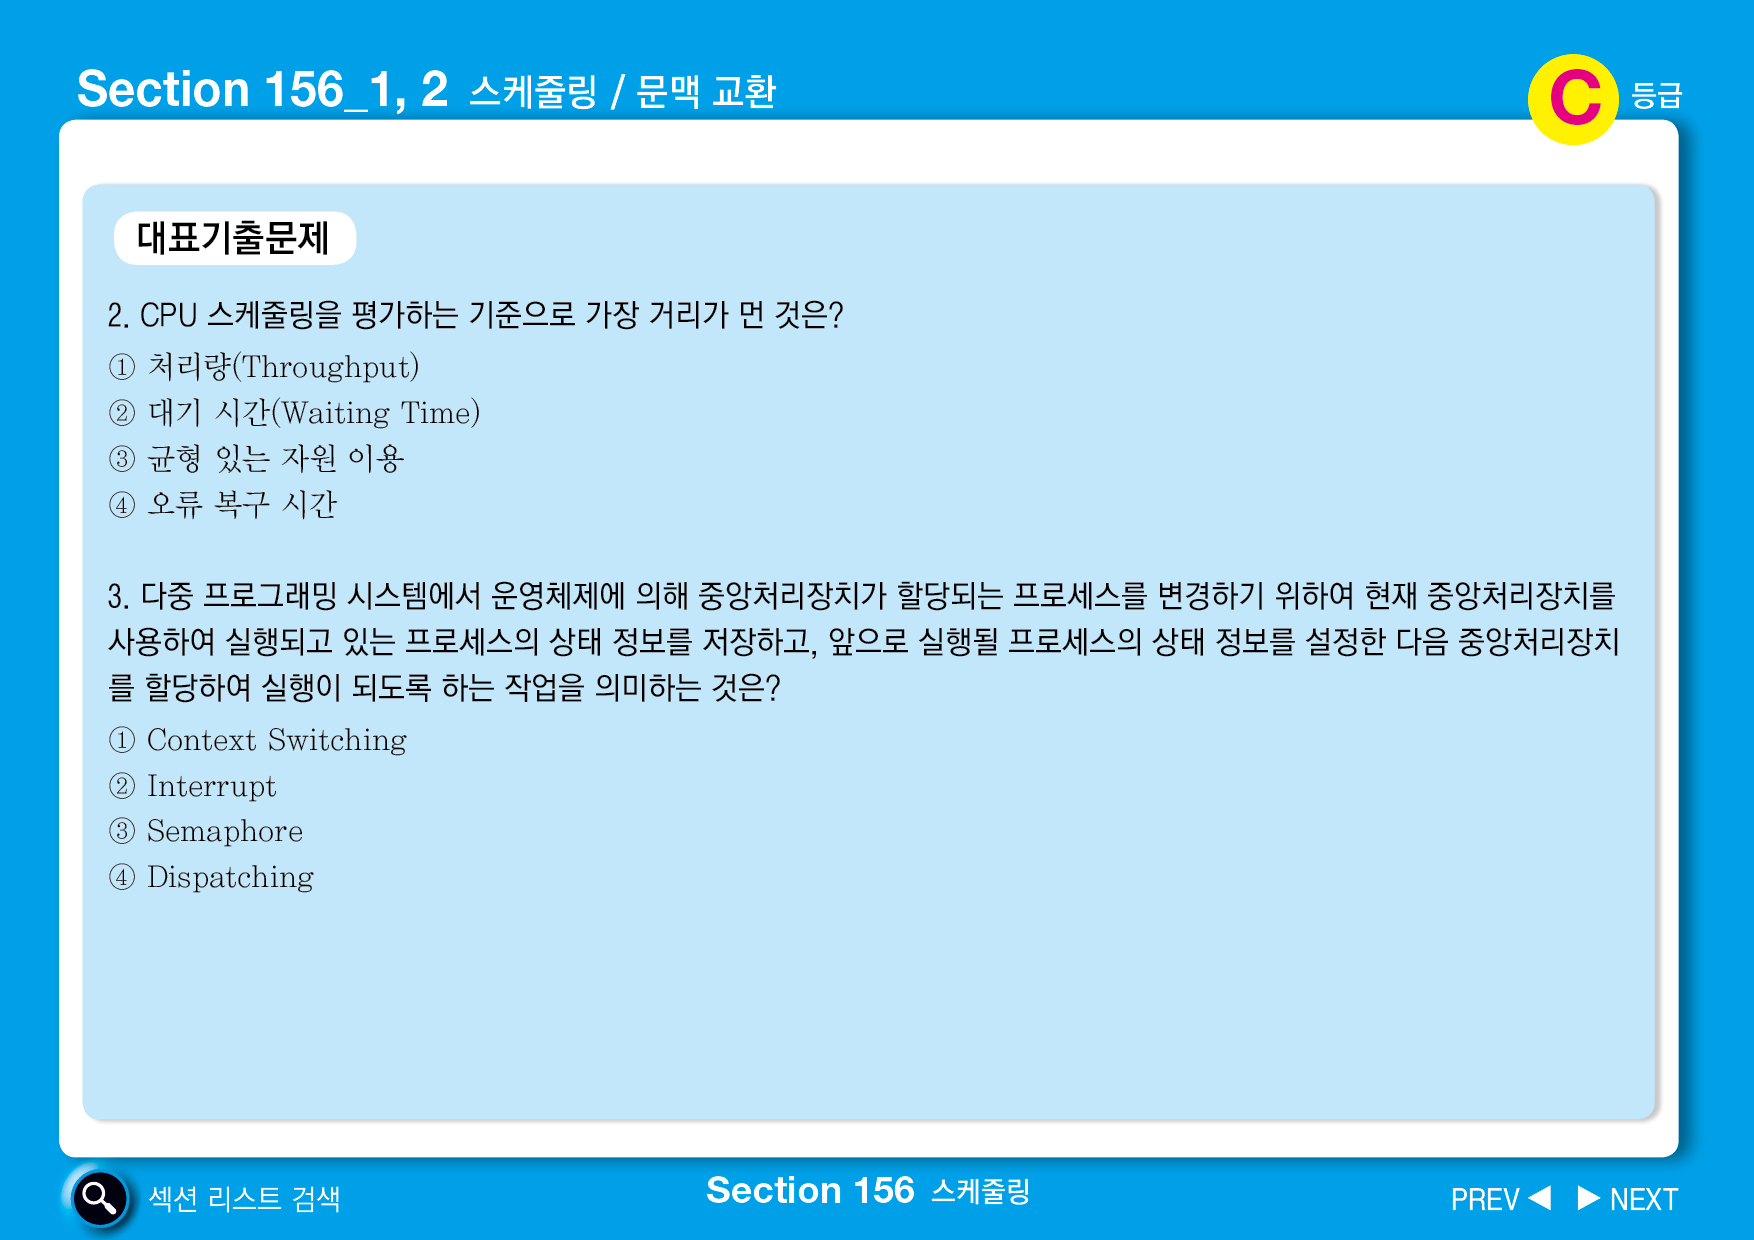 Section 156_1, 2 스케줄링 / 문맥 교환
C 등급
대표기출문제
2. CPU 스케줄링을 평가하는 기준으로 가장 거리가 먼 것은?
① 처리량(Throughput)
② 대기 시간(Waiting Time)
③ 균형 있는 자원 이용
④ 오류 복구 시간
3. 다중 프로그래밍 시스템에서 운영체제에 의해 중앙처리장치가 할당되는 프로세스를 변경하기 위하여 현재 중앙처리장치를
사용하여 실행되고 있는 프로세스의 상태 정보를 저장하고, 앞으로 실행될 프로세스의 상태 정보를 설정한 다음 중앙처리장치
를 할당하여 실행이 되도록 하는 작업을 의미하는 것은?
① Context Switching
② Interrupt
③ Semaphore
④ Dispatching
섹션 리스트 검색
Section 156 스케줄링
PREV ◀ ▶ NEXT